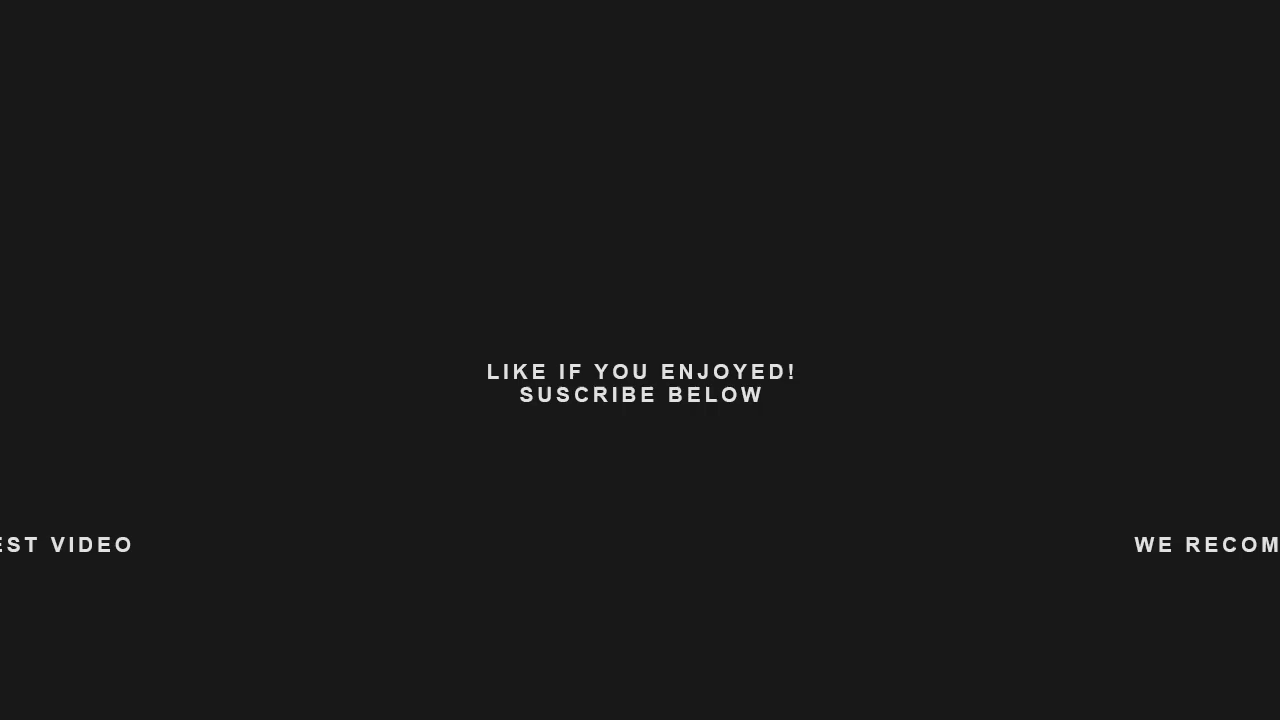 LIKE IF YOU ENJOYED!
SUSCRIBE BELOW
EST VIDEO
WE RECOM